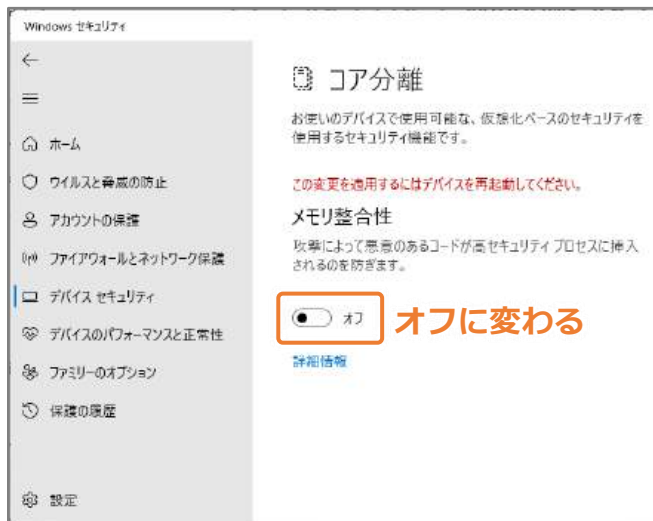 Windows セキュリティ
ホーム
ウイルスと脅威の防止
アカウントの保護
ファイアウォールとネットワーク保護
デバイス セキュリティ
デバイスのパフォーマンスと正常性
ファミリーのオプション
保護の履歴
設定
コア分離
お使いのデバイスで使用可能な、仮想化ベースのセキュリティを
使用するセキュリティ機能です。
この変更を適用するにはデバイスを再起動してください。
メモリ整合性
攻撃によって悪意のあるコードが高セキュリティ プロセスに挿入
されるのを防ぎます。
オフ
オフに変わる
詳細情報